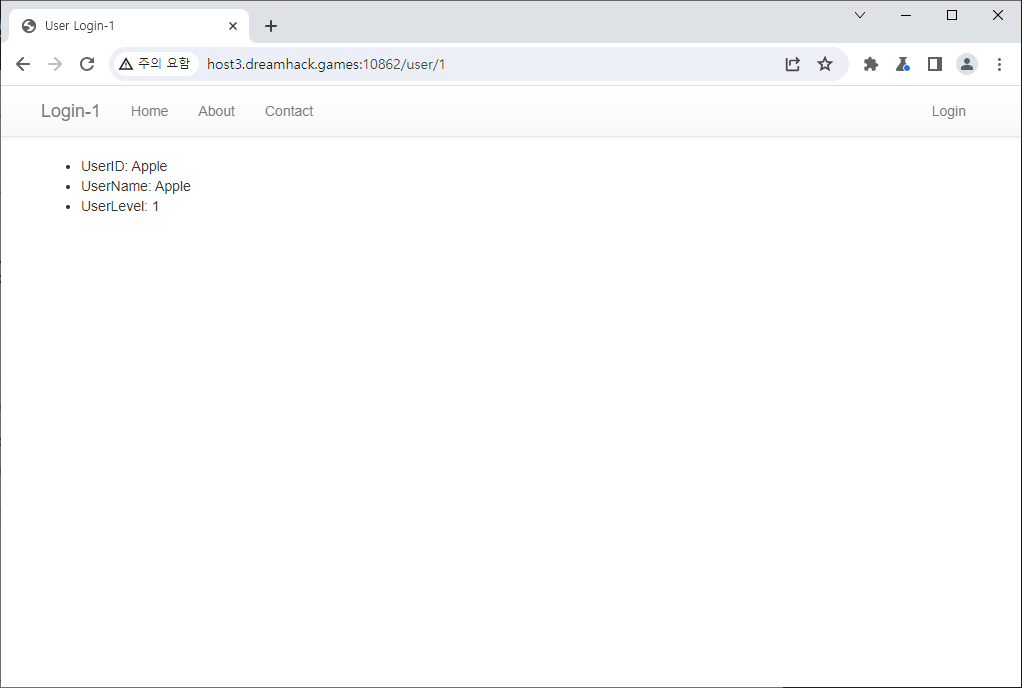 User Login-1
주의 요함 host3.dreamhack.games:10862/user/1
Login-1 Home About Contact Login
UserID: Apple
UserName: Apple
UserLevel: 1